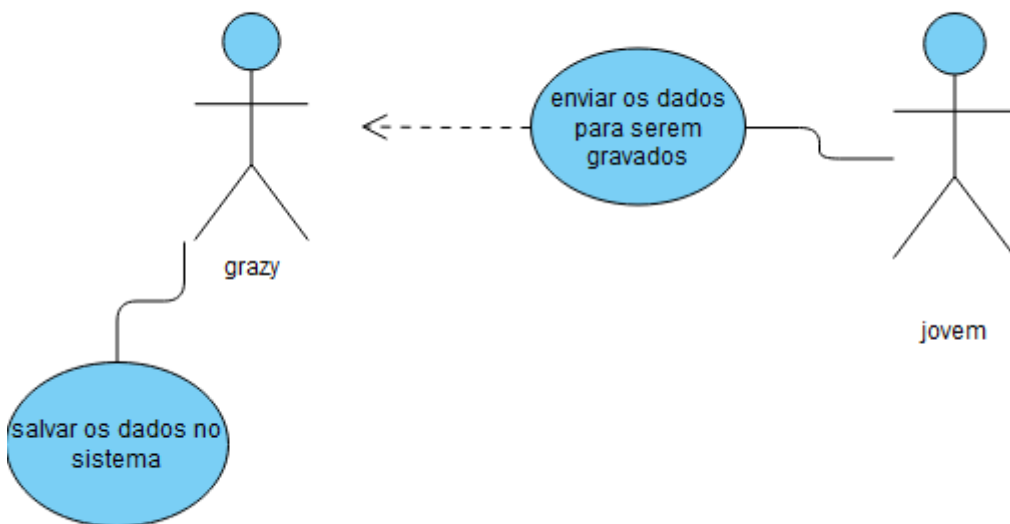 enviar os dados
para serem
gravados
grazy
jovem
salvar os dados no
sistema